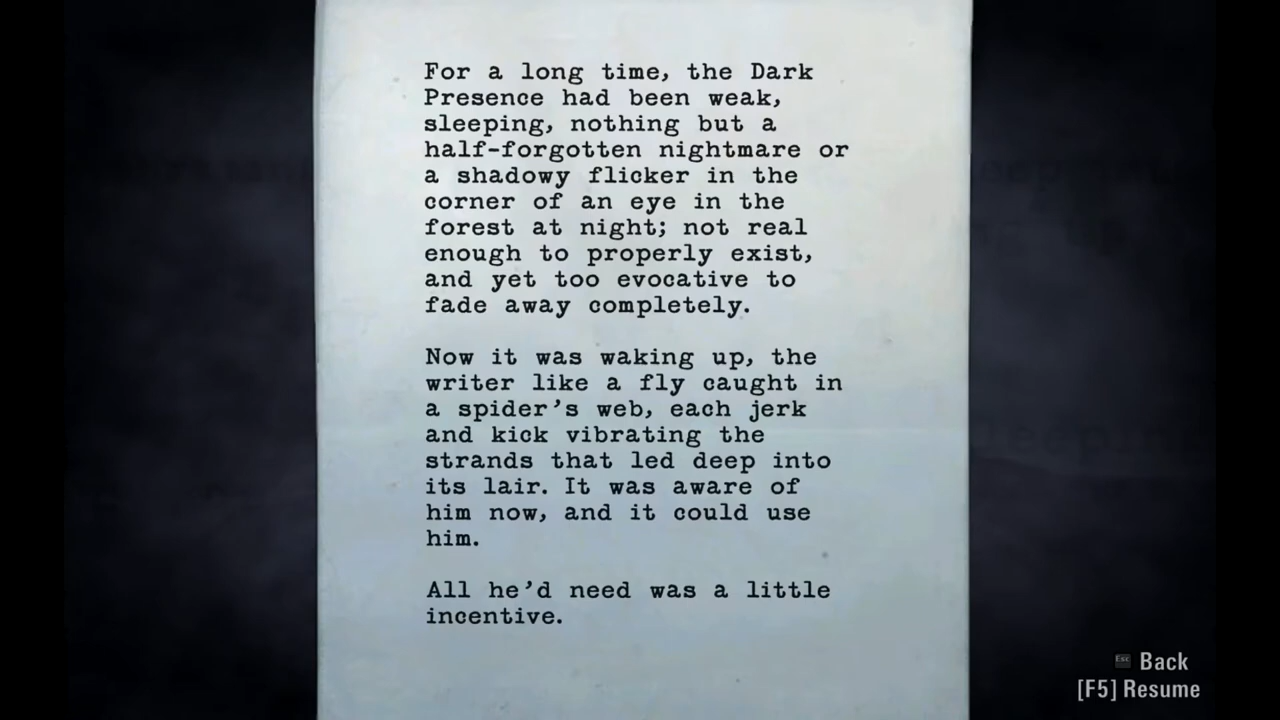 For a long time, the Dark
Presence had been weak,
sleeping, nothing but a
half-forgotten nightmare or
a shadowy flicker in the
corner of an eye in the
forest at night; not real
enough to properly exist,
and yet too evocative to
fade away completely.
Now it was waking up, the
writer like a fly caught in
a spider’s web, each jerk
and kick vibrating the
strands that led deep into
its lair. It was aware of
him now, and it could use
him.
All he’d need was a little
incentive.
Esc Back
[F5] Resume